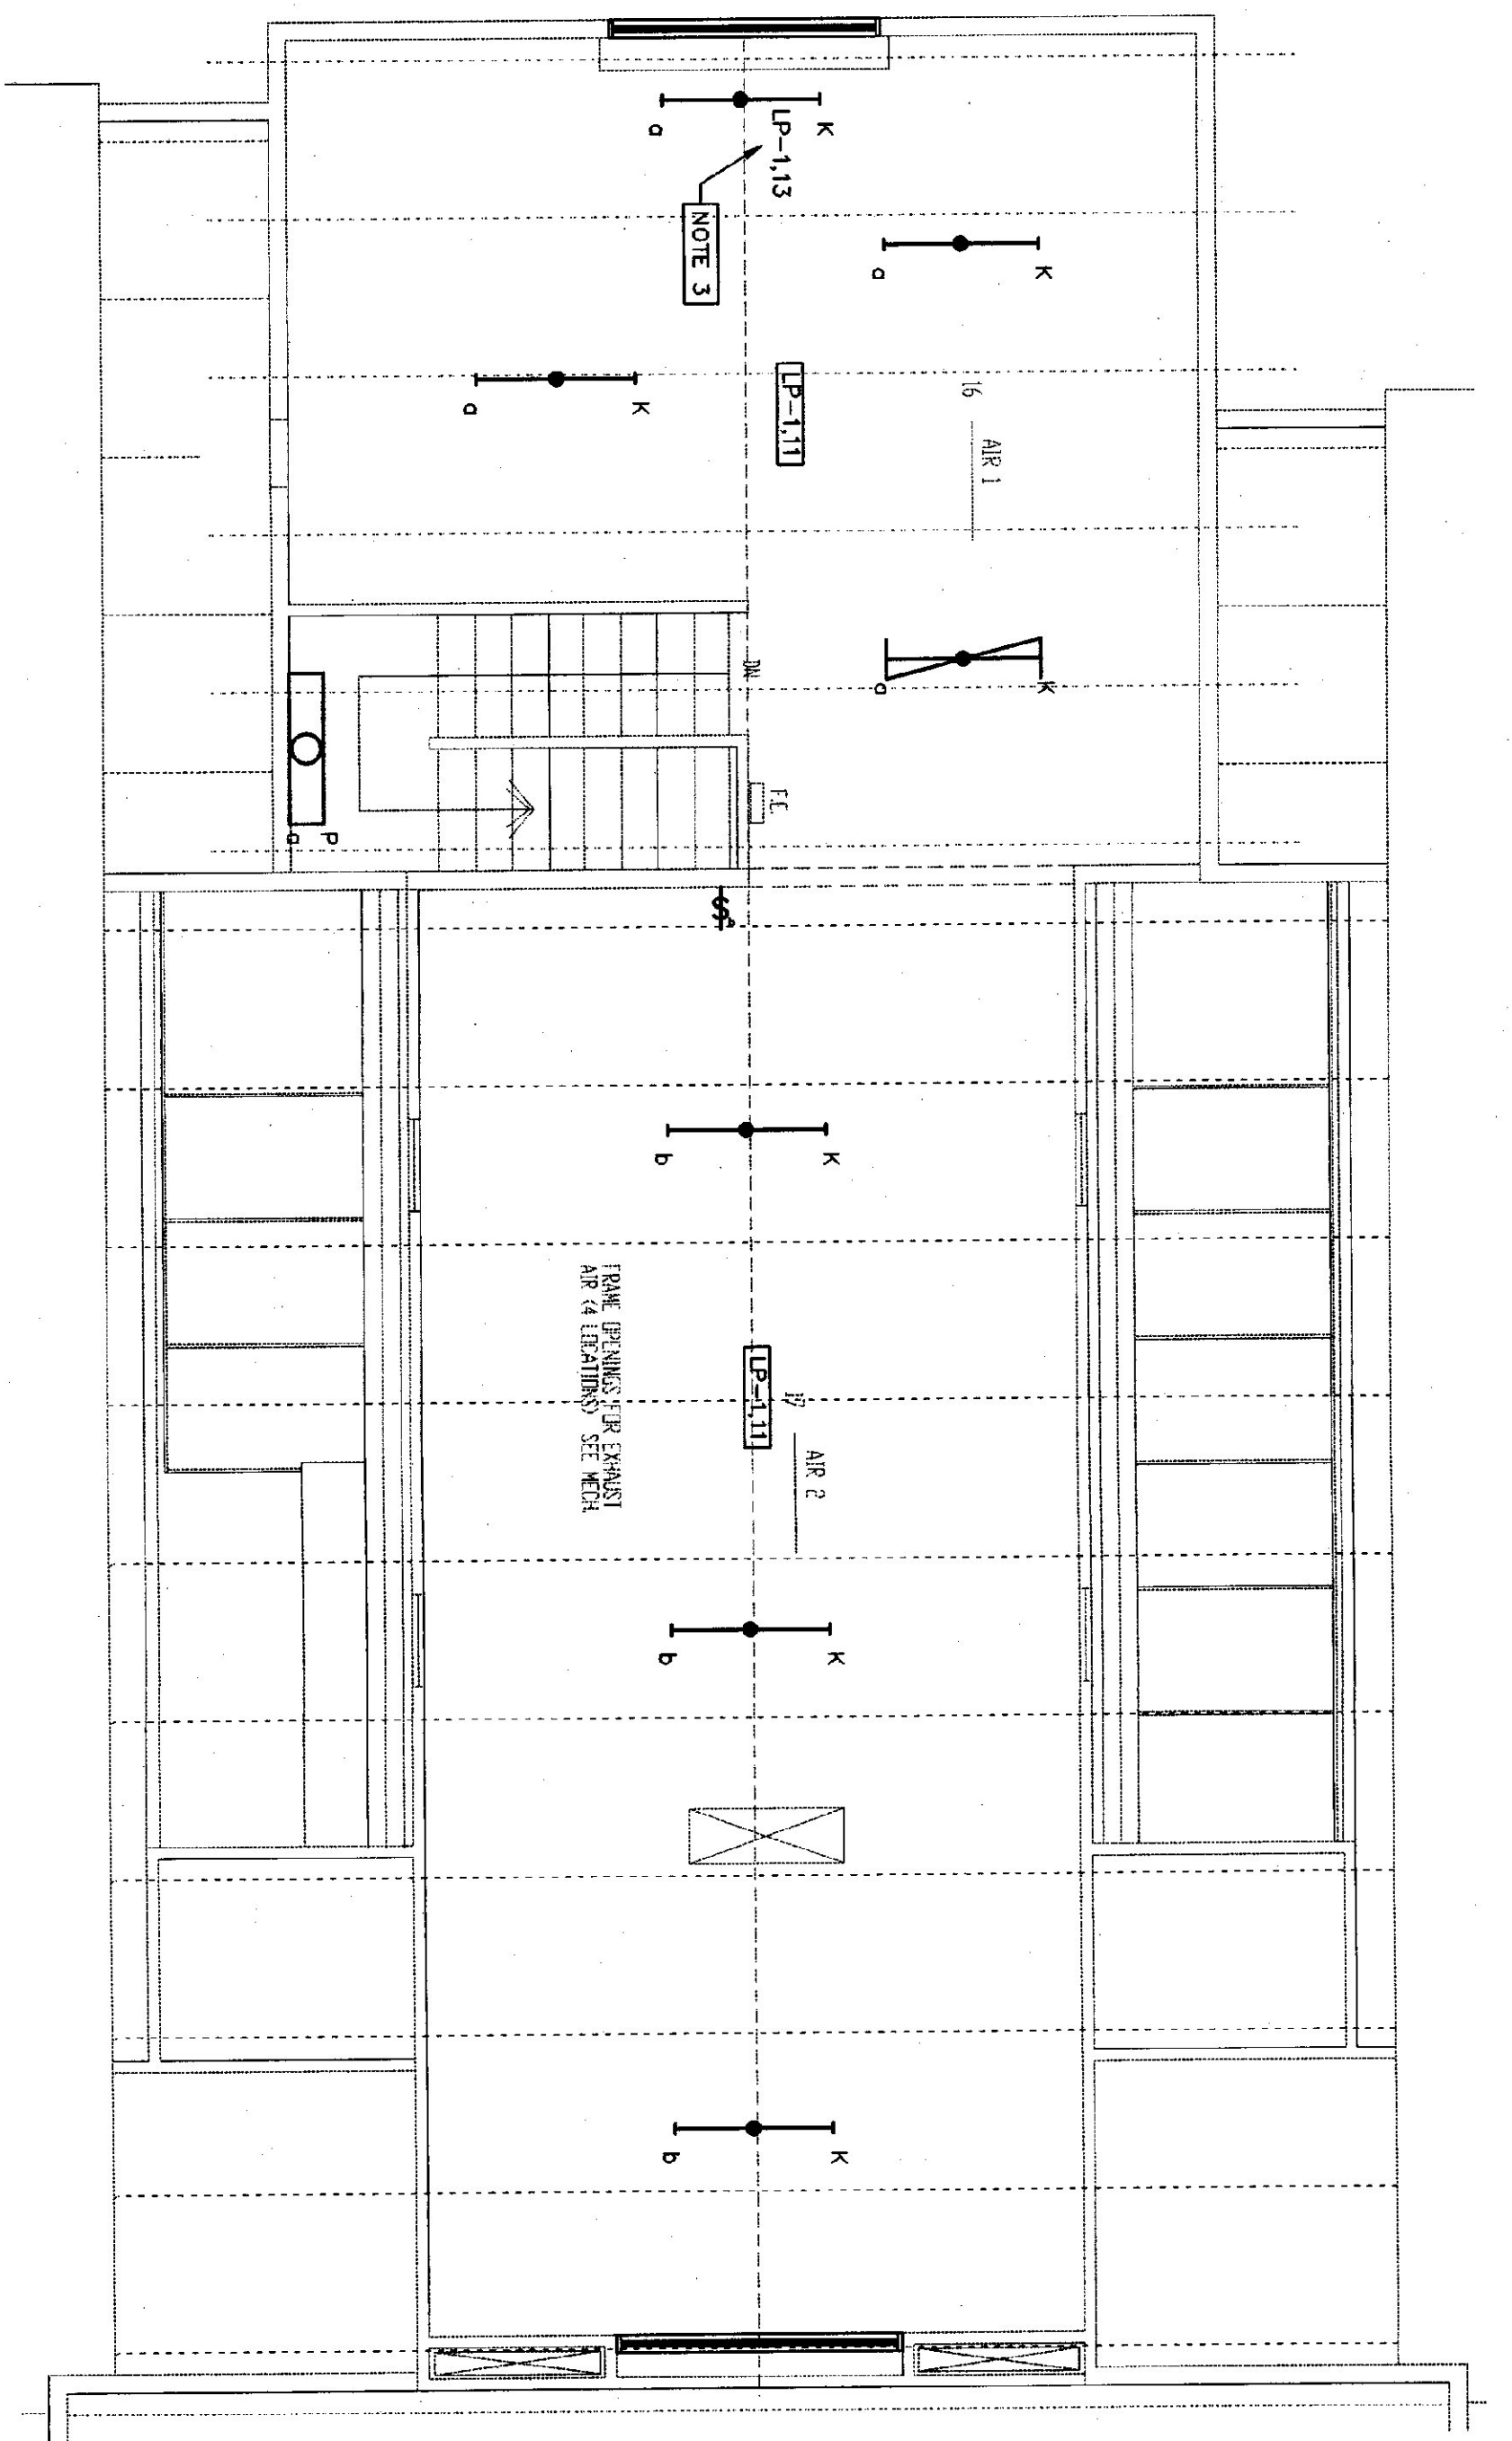 K
a
LP-1,13
NOTE 3
K
a
K
a
LP-1,11
16
AIR 1
K
a
DN
F.E.
P
a
$
K
b
FRAME OPENINGS FOR EXHAUST
AIR (4 LOCATIONS) SEE MECH.
LP-1,11
17
AIR 2
K
b
K
b